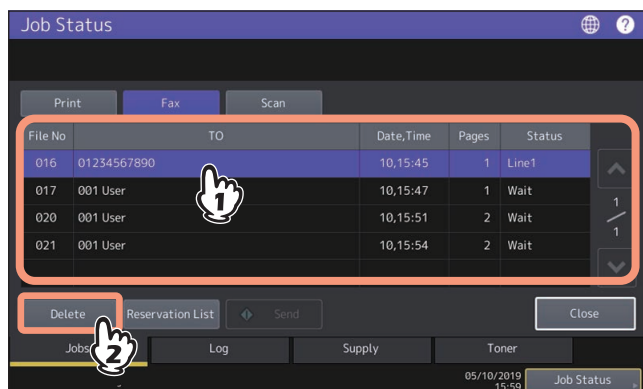 Job Status ?
Print Fax Scan
File No TO Date,Time Pages Status
016 01234567890 10,15:45 1 Line1
017 001 User 10,15:47 1 Wait
020 001 User 10,15:51 2 Wait
021 001 User 10,15:54 2 Wait
1
1
1
Delete Reservation List Send Close
2
Jobs Log Supply Toner
05/10/2019
15:59
Job Status